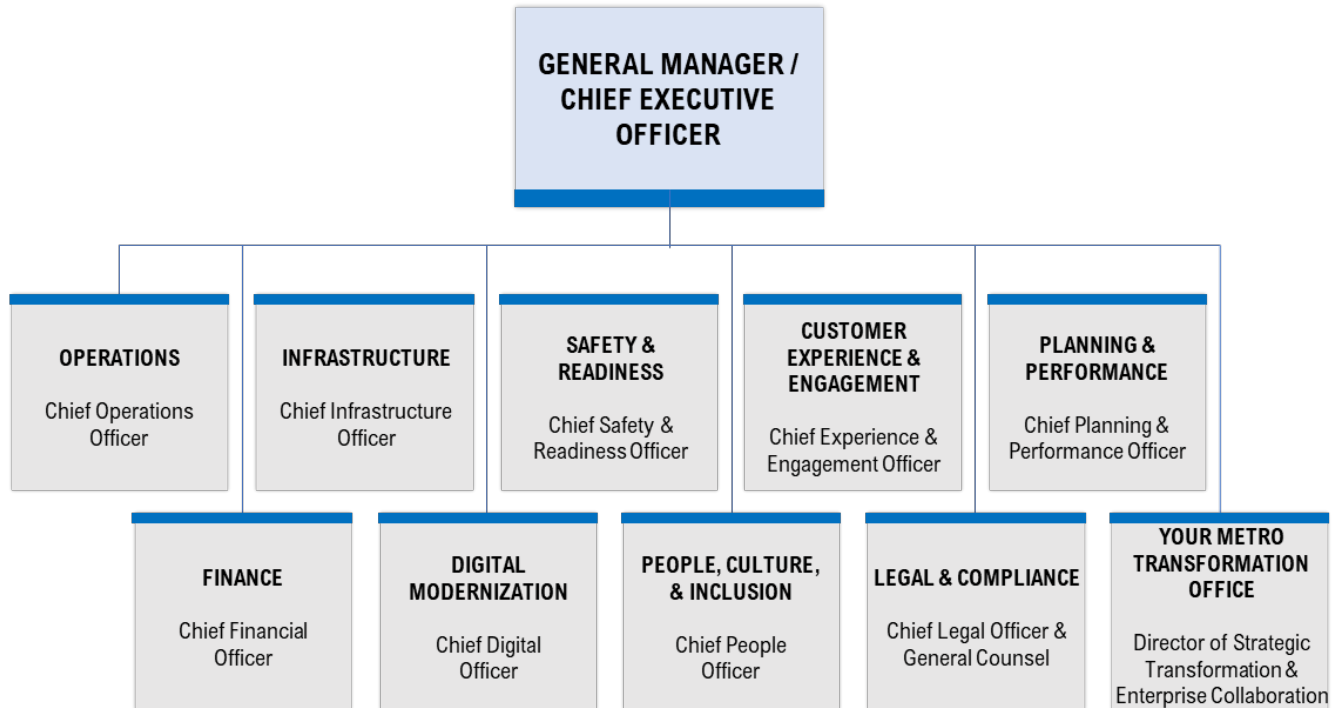 GENERAL MANAGER /
CHIEF EXECUTIVE
OFFICER
OPERATIONS
Chief Operations
Officer
INFRASTRUCTURE
Chief Infrastructure
Officer
SAFETY &
READINESS
Chief Safety &
Readiness Officer
CUSTOMER
EXPERIENCE &
ENGAGEMENT
Chief Experience &
Engagement Officer
PLANNING &
PERFORMANCE
Chief Planning &
Performance Officer
FINANCE
Chief Financial
Officer
DIGITAL
MODERNIZATION
Chief Digital
Officer
PEOPLE, CULTURE,
& INCLUSION
Chief People
Officer
LEGAL & COMPLIANCE
Chief Legal Officer &
General Counsel
YOUR METRO
TRANSFORMATION
OFFICE
Director of Strategic
Transformation &
Enterprise Collaboration